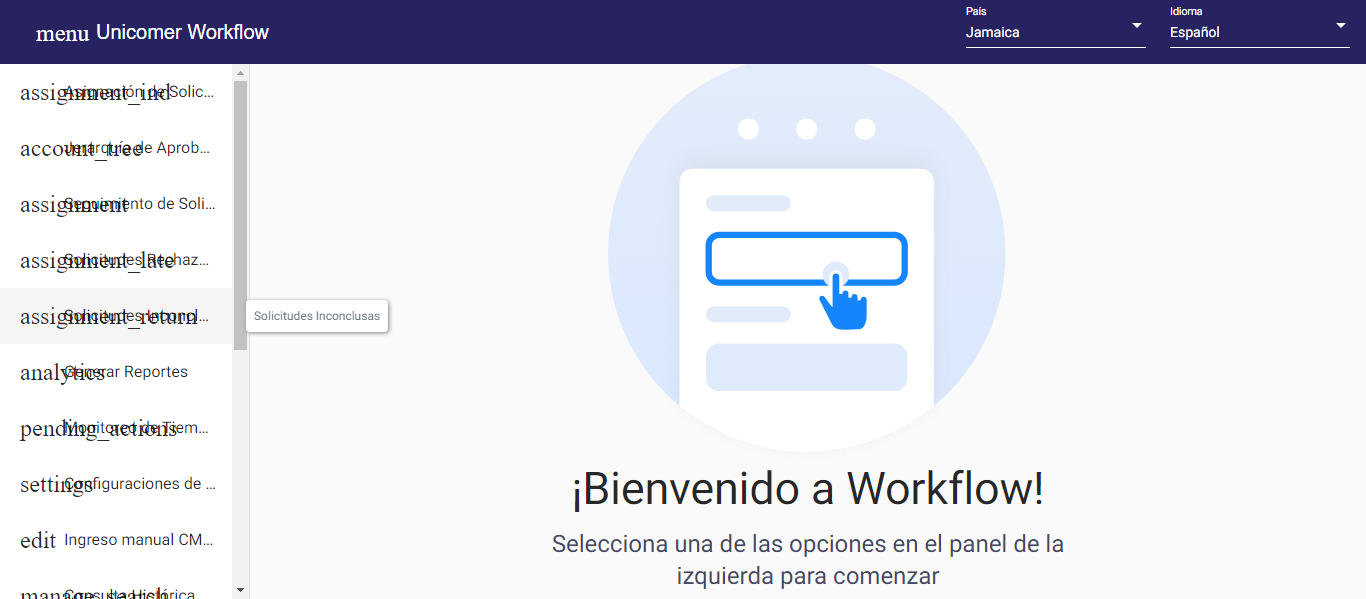 menu Unicomer Workflow
País
Jamaica
Idioma
Español
assignment_ind Asignación de Solic...
account_tree Jerarquía de Aprob...
assignment Seguimiento de Soli...
assignment_late Solicitudes Rechaz...
assignment_return Solicitudes Inconcl...
Solicitudes Inconclusas
analytics Generar Reportes
pending_actions Monitoreo de Tiem...
settings Configuraciones de ...
edit Ingreso manual CM...
manage_search Consulta Histórica
¡Bienvenido a Workflow!
Selecciona una de las opciones en el panel de la
izquierda para comenzar